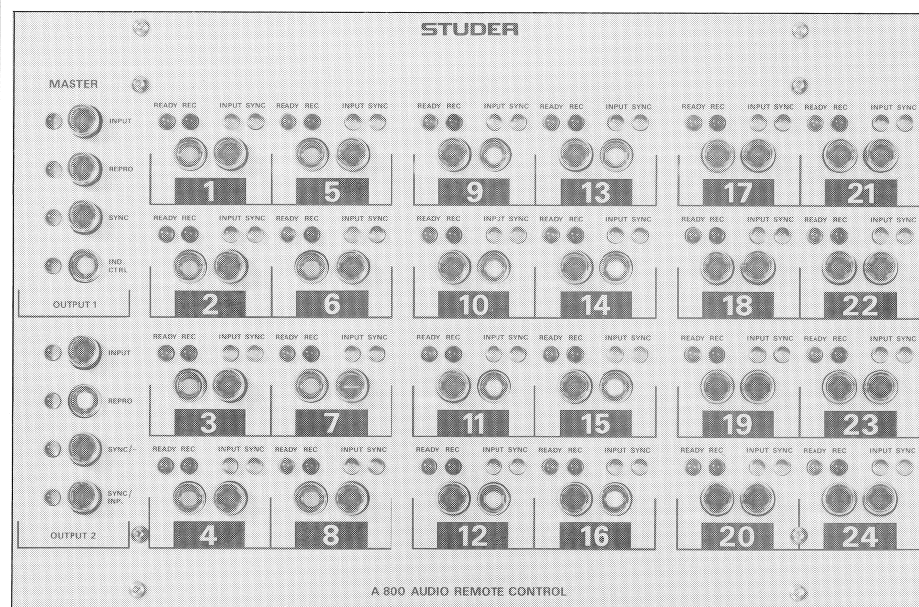 STUDER
MASTER
INPUT
REPRO
SYNC
IND. CTRL
OUTPUT 1
INPUT
REPRO
SYNC/-
SYNC/ INP.
OUTPUT 2
READY REC INPUT SYNC READY REC INPUT SYNC READY REC INPUT SYNC READY REC INPUT SYNC READY REC INPUT SYNC READY REC INPUT SYNC
1 5 9 13 17 21
READY REC INPUT SYNC READY REC INPUT SYNC READY REC INPUT SYNC READY REC INPUT SYNC READY REC INPUT SYNC READY REC INPUT SYNC
2 6 10 14 18 22
READY REC INPUT SYNC READY REC INPUT SYNC READY REC INPUT SYNC READY REC INPUT SYNC READY REC INPUT SYNC READY REC INPUT SYNC
3 7 11 15 19 23
READY REC INPUT SYNC READY REC INPUT SYNC READY REC INPUT SYNC READY REC INPUT SYNC READY REC INPUT SYNC READY REC INPUT SYNC
4 8 12 16 20 24
A 800 AUDIO REMOTE CONTROL